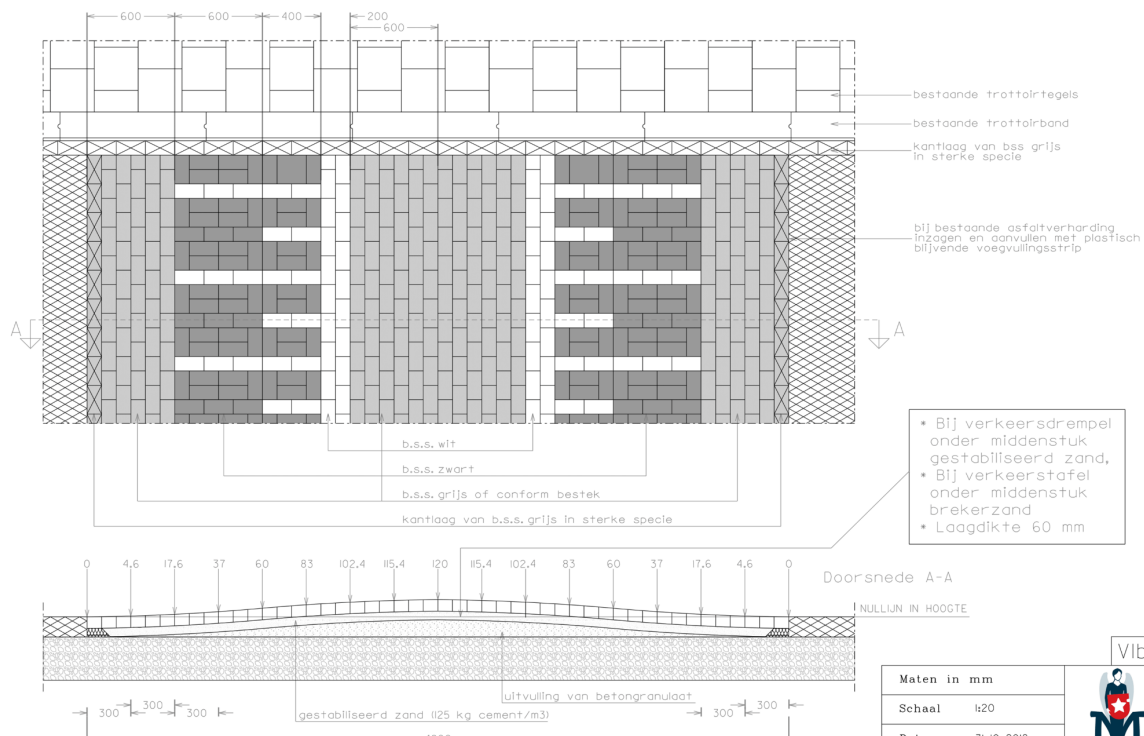 600 600 400 200
600
bestaande trottoirtegels
bestaande trottoirband
kantlaag van bss grijs
in sterke specie
bij bestaande asfaltverharding
inzagen en aanvullen met plastisch
blijvende voegvullingsstrip
A A
b.s.s. wit
b.s.s. zwart
b.s.s. grijs of conform bestek
kantlaag van b.s.s. grijs in sterke specie
* Bij verkeersdrempel
onder middenstuk
gestabiliseerd zand,
* Bij verkeerstafel
onder middenstuk
brekerzand
* Laagdikte 60 mm
0 4,6 17,6 37 60 83 102,4 115,4 120 115,4 102,4 83 60 37 17,6 4,6 0
Doorsnede A-A
NULLIJN IN HOOGTE
uitvulling van betongranulaat
gestabiliseerd zand (125 kg cement/m3)
300 300
300 300
300
300
Maten in mm
Schaal 1:20